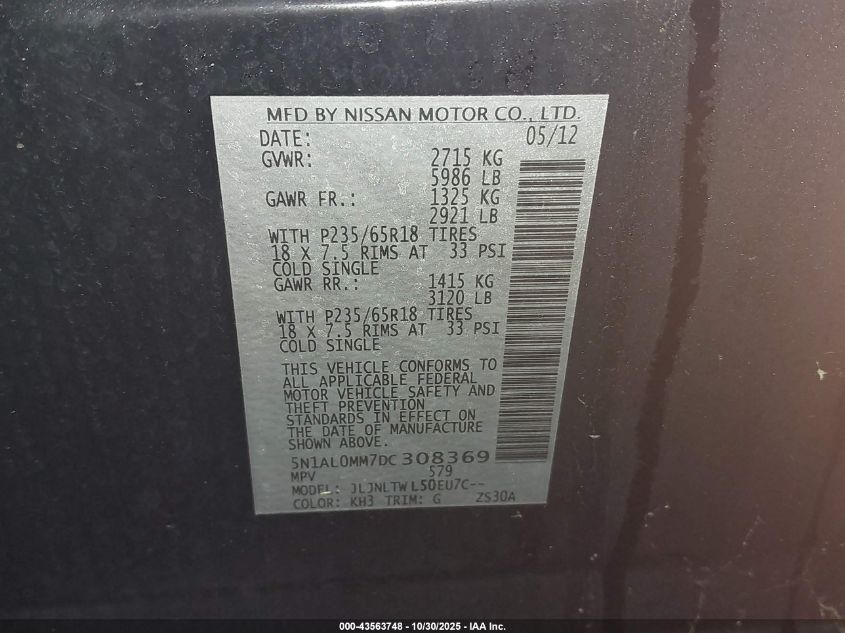 MFD BY NISSAN MOTOR CO., LTD.
DATE: 05/12
GVWR: 2715 KG
5986 LB
GAWR FR.: 1325 KG
2921 LB
WITH P235/65R18 TIRES
18 X 7.5 RIMS AT 33 PSI
COLD SINGLE
GAWR RR.: 1415 KG
3120 LB
WITH P235/65R18 TIRES
18 X 7.5 RIMS AT 33 PSI
COLD SINGLE
THIS VEHICLE CONFORMS TO
ALL APPLICABLE FEDERAL
MOTOR VEHICLE SAFETY AND
THEFT PREVENTION
STANDARDS IN EFFECT ON
THE DATE OF MANUFACTURE
SHOWN ABOVE.
5N1AL0MM7DC 308369
MPV 579
MODEL: JLJNLTWL50EU7C--
COLOR: KH3 TRIM: G ZS30A
000-43563748 - 10/30/2025 - IAA Inc.